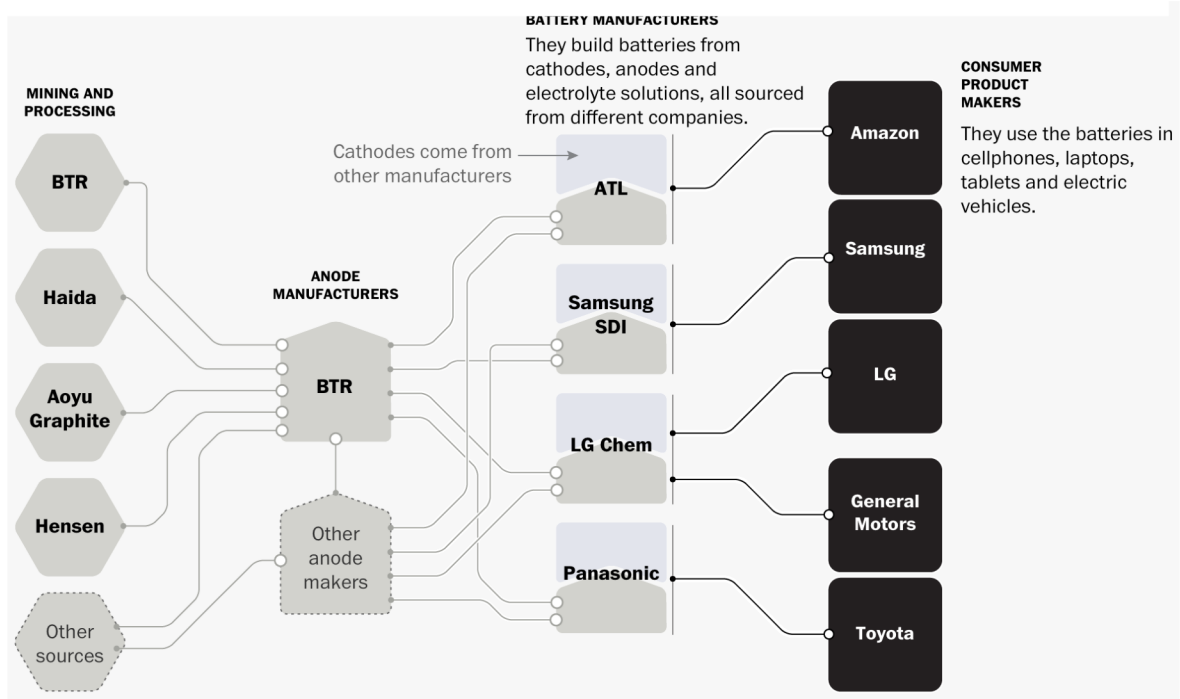 MINING AND
PROCESSING
BTR
Haida
Aoyu
Graphite
Hensen
Other
sources
ANODE
MANUFACTURERS
BTR
Other
anode
makers
BATTERY MANUFACTURERS
They build batteries from
cathodes, anodes and
electrolyte solutions, all sourced
from different companies.
Cathodes come from
other manufacturers
ATL
Samsung
SDI
LG Chem
Panasonic
CONSUMER
PRODUCT
MAKERS
They use the batteries in
cellphones, laptops,
tablets and electric
vehicles.
Amazon
Samsung
LG
General
Motors
Toyota